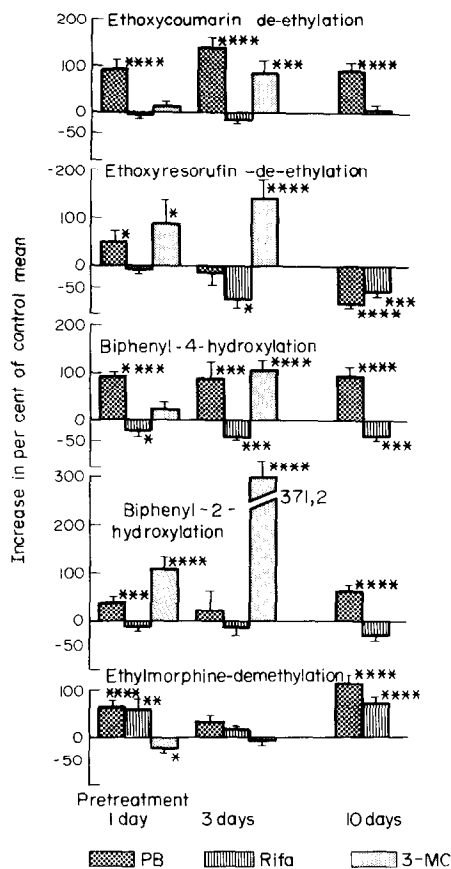 Increase in per cent of control mean
200
Ethoxycoumarin de-ethylation
**** **** *** ****
100
0
-50
-200
Ethoxyresorufin -de-ethylation
* * **** 
100
0
-50
* **** ***
200
Biphenyl-4-hydroxylation
**** *** **** ****
100
0
-50
* *** ***
300
****
371,2
Biphenyl-2-
hydroxylation
200
100
*** **** ****
0
-50
Ethylmorphine-demethylation
100
**** ** **** ****
0
-50
*
Pretreatment
1 day 3 days 10 days
PB Rifa 3-MC